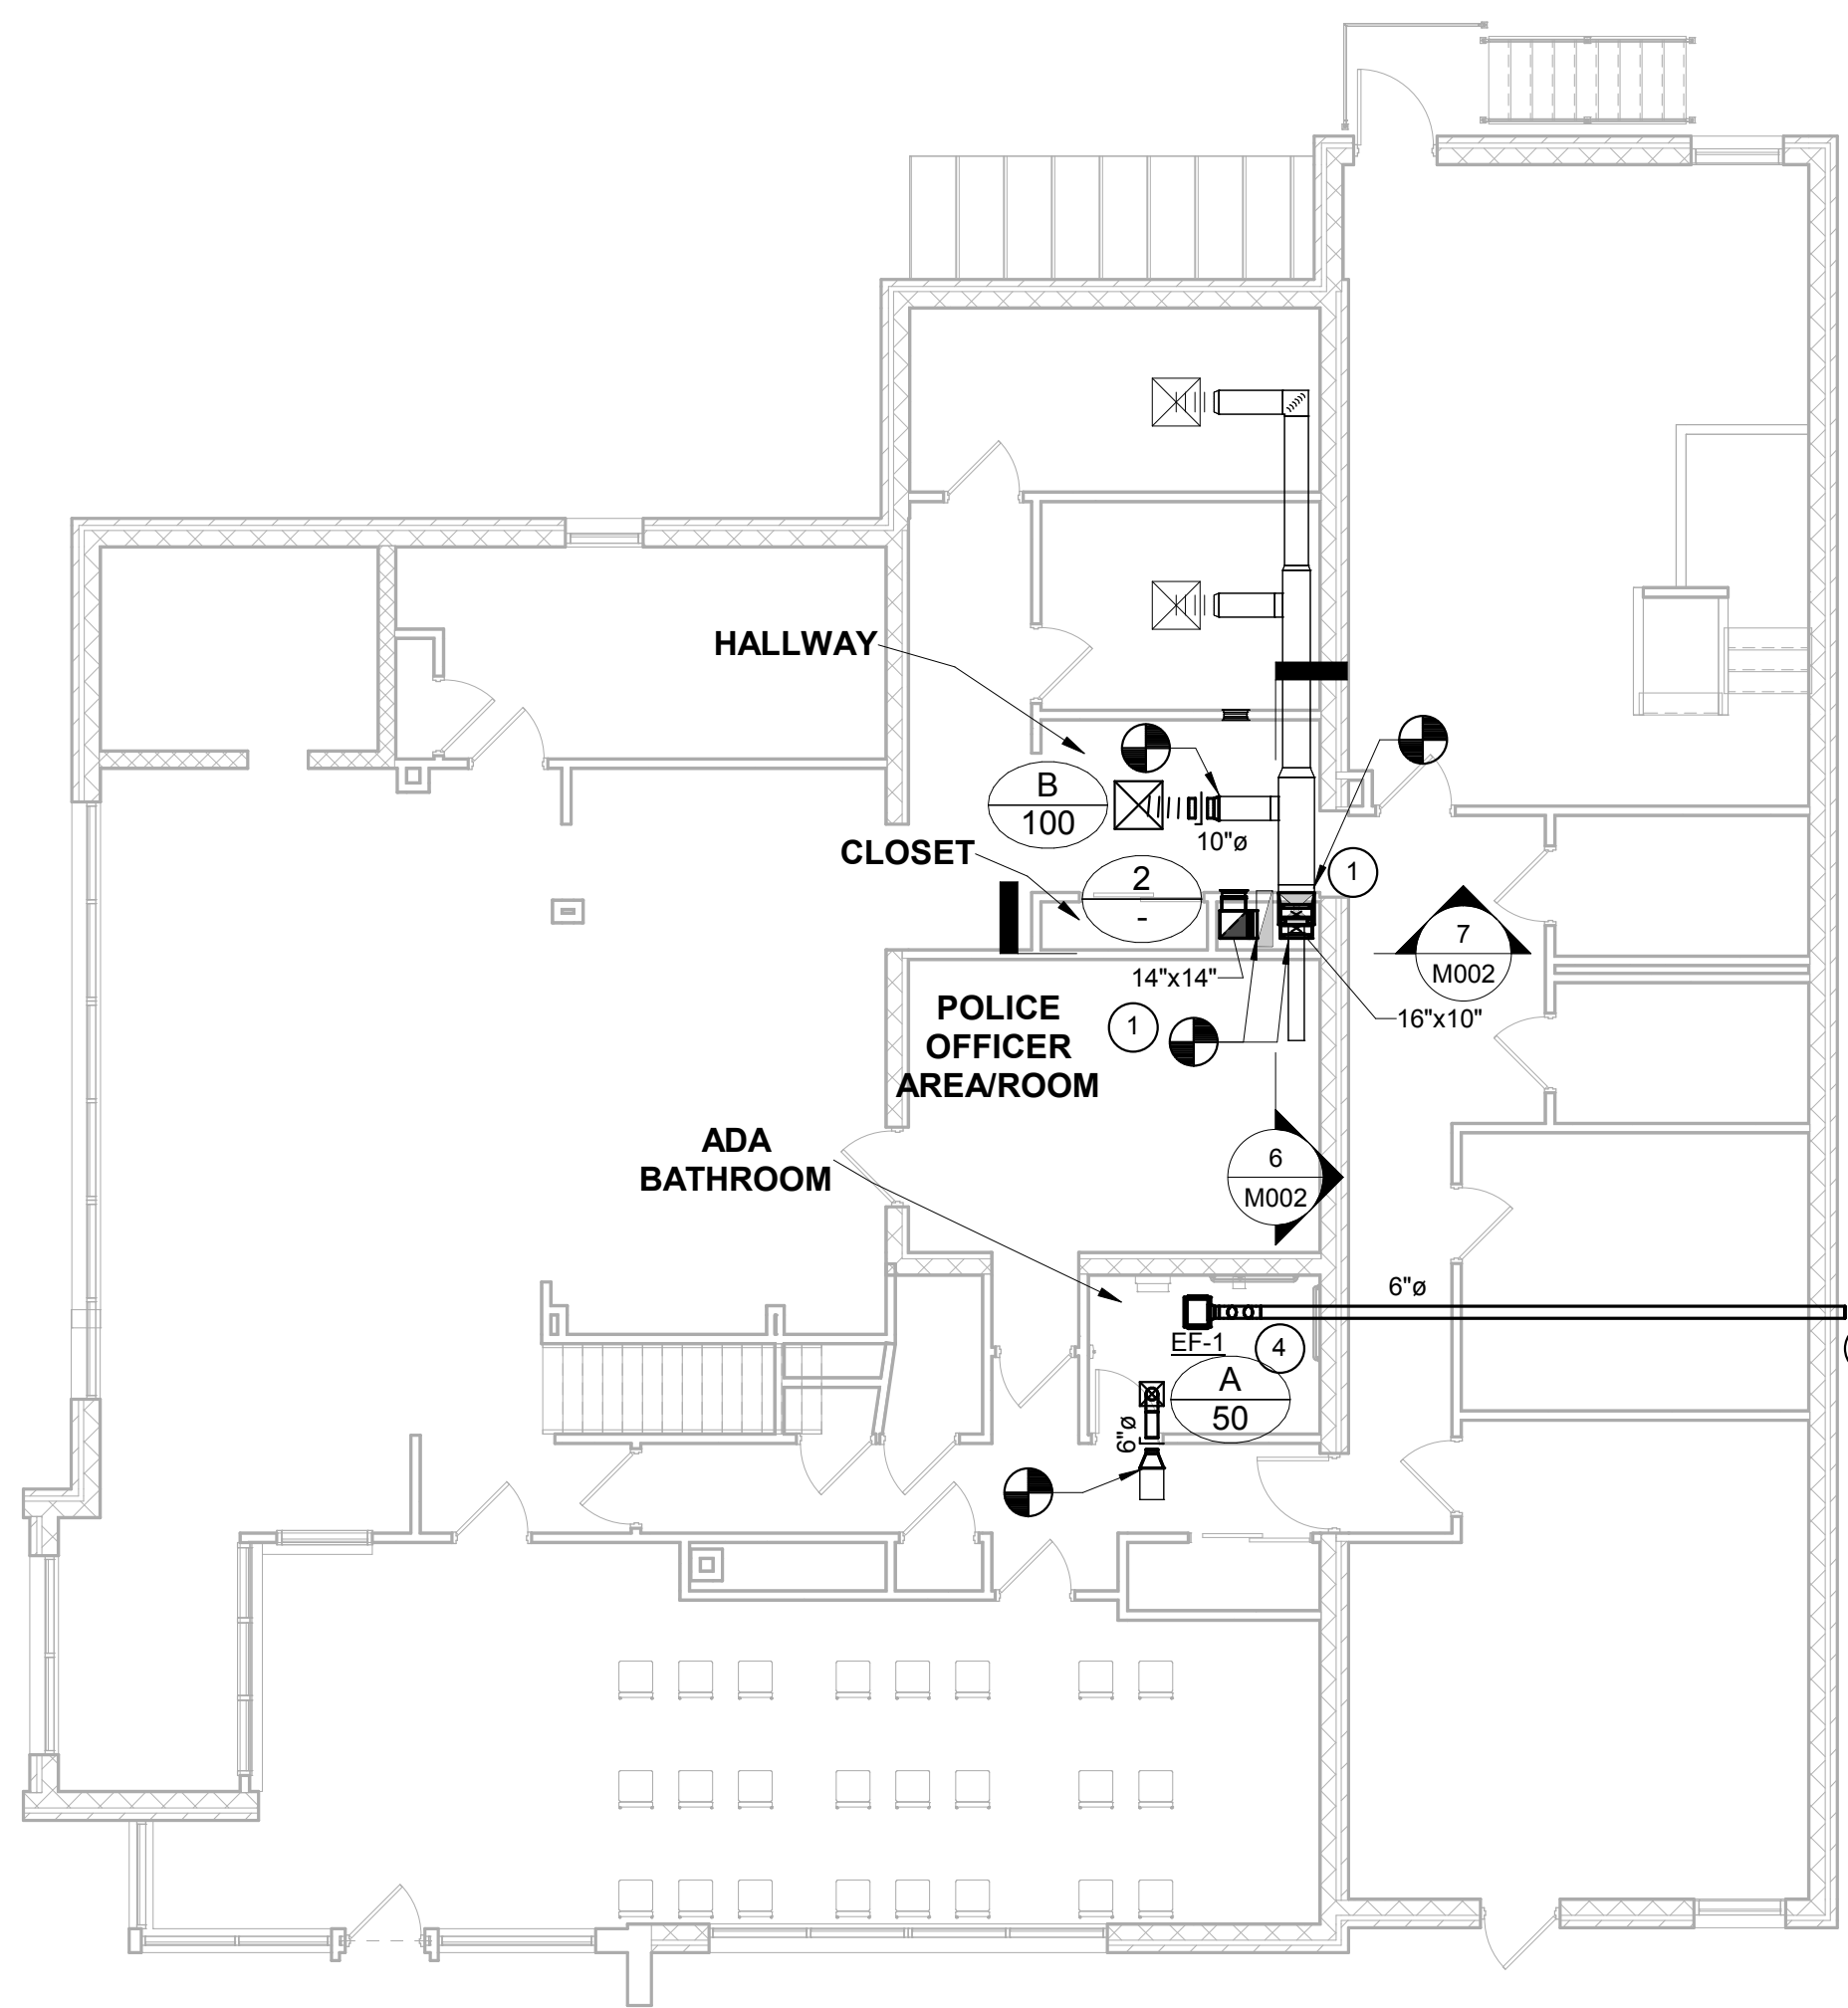 HALLWAY
B
100
10"ø
CLOSET
1
2
-
7
M002
14"x14"
16"x10"
POLICE
OFFICER
AREA/ROOM
1
ADA
BATHROOM
6
M002
6"ø
EF-1
4
A
50
6"ø